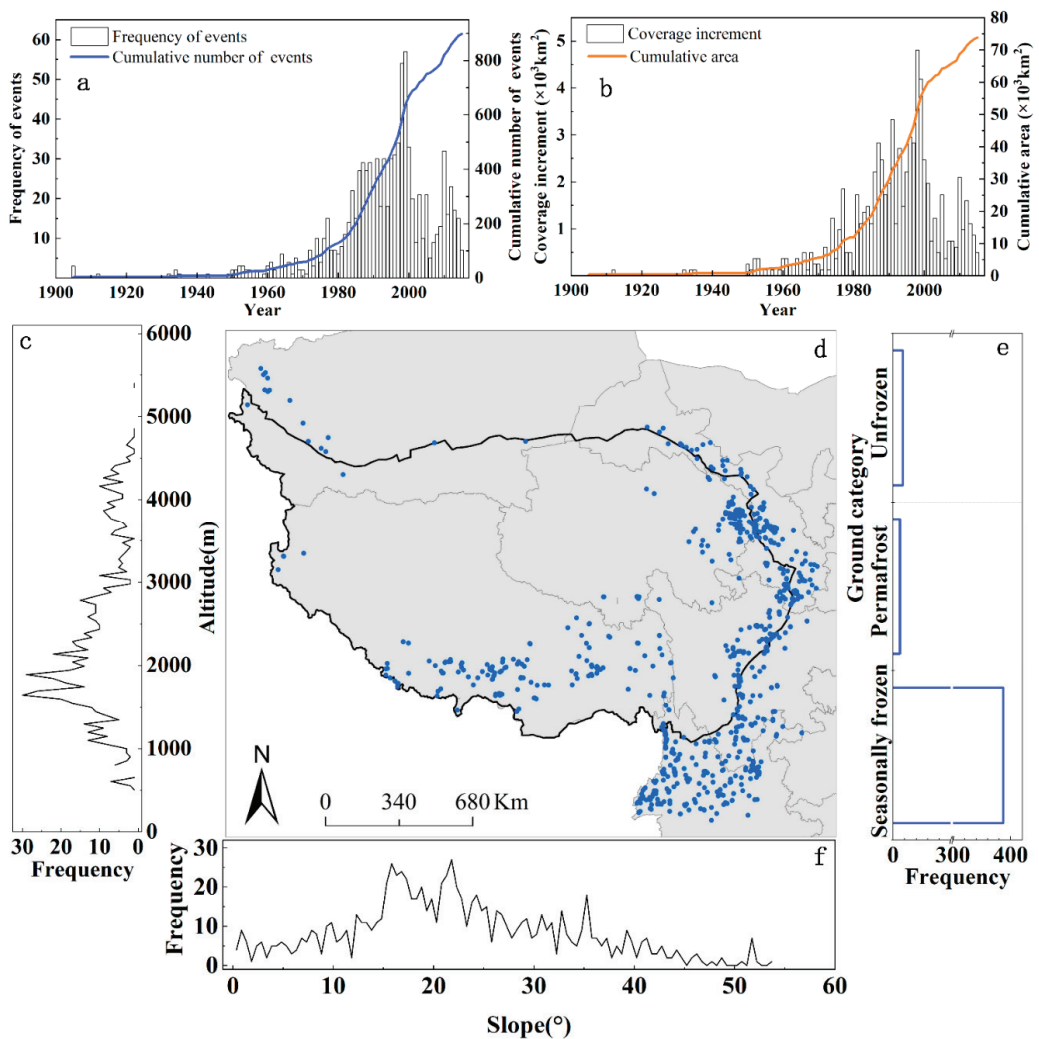 Frequency of events
Cumulative number of events
a
60
50
40
30
20
10
800
600
400
200
0
1900
1920
1940
1960
1980
2000
Year
Frequency of events
Cumulative number of events
Coverage increment
Cumulative area
b
5
4
3
2
1
0
80
70
60
50
40
30
20
10
0
1900
1920
1940
1960
1980
2000
Year
Coverage increment (×10³km²)
Cumulative area (×10³km²)
c
6000
5000
4000
3000
2000
1000
0
Altitude(m)
30
20
10
0
Frequency
d
N
0
340
680 Km
e
Unfrozen
Permafrost
Seasonally frozen
Ground category
0
300
400
Frequency
f
30
20
10
0
Frequency
0
10
20
30
40
50
60
Slope(°)